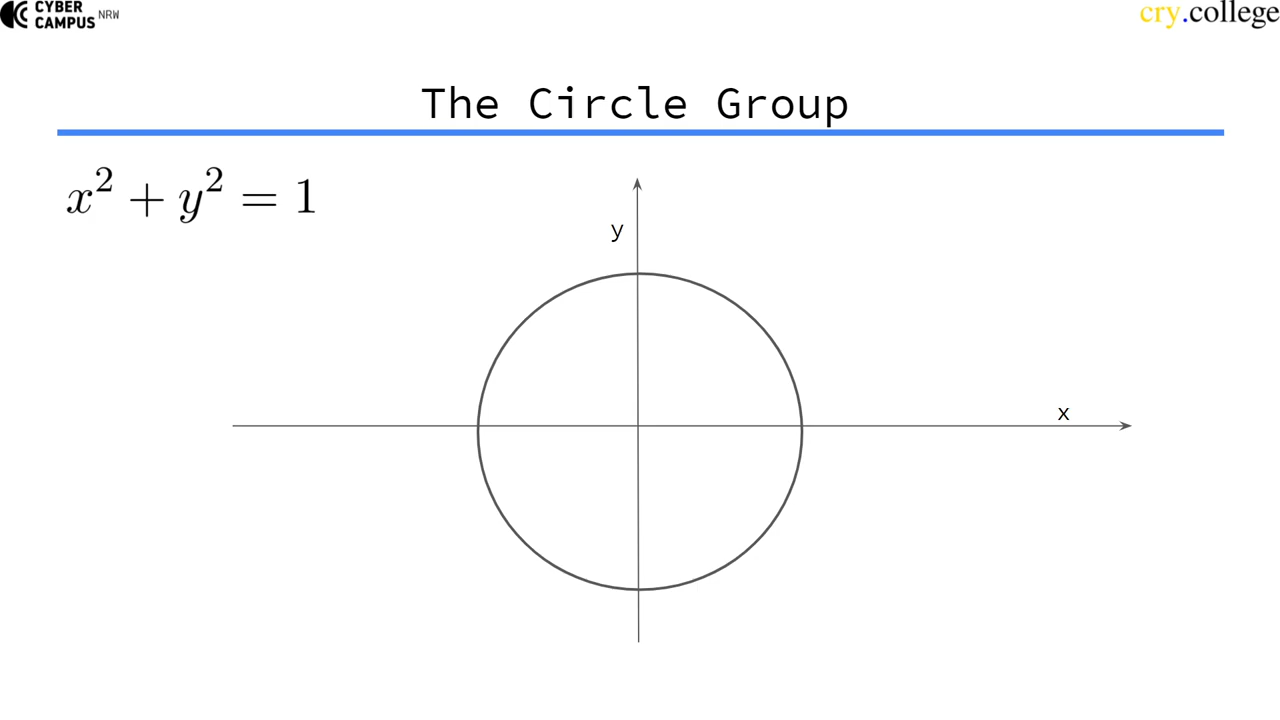 CYBER
CAMPUS NRW
cry.college
The Circle Group
x² + y² = 1
y
x